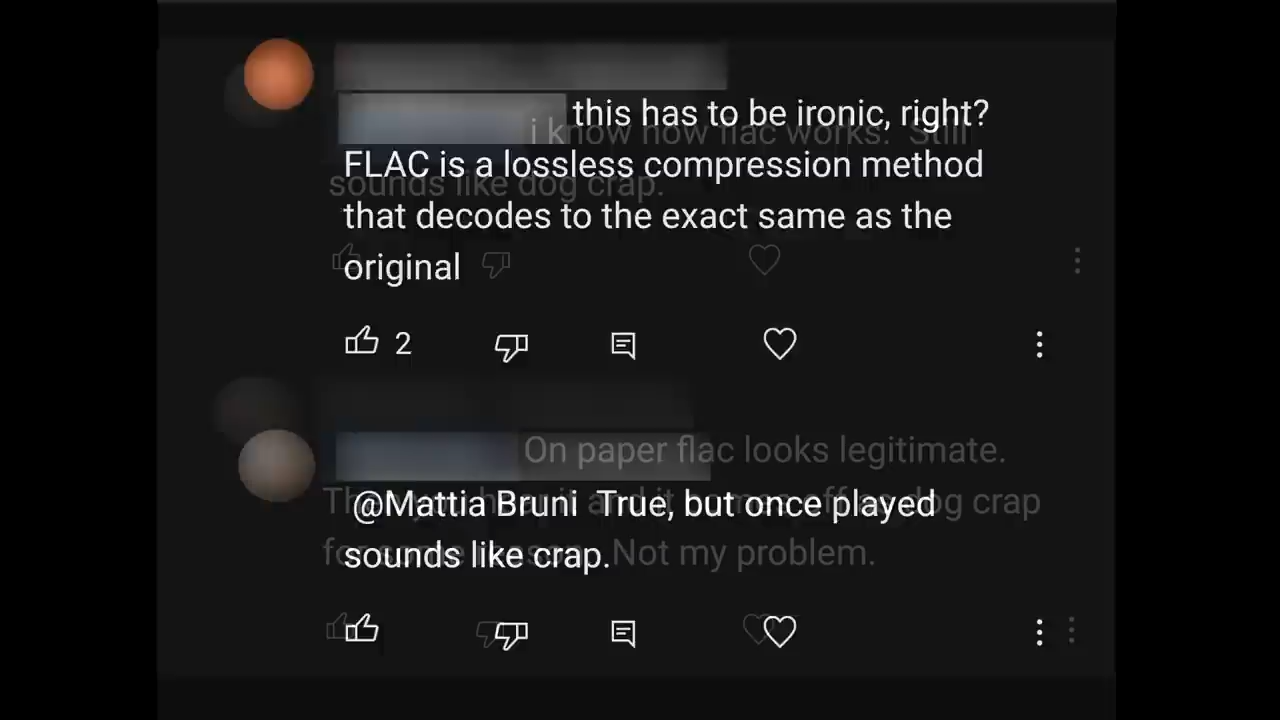 this has to be ironic, right?
i know how flac works. Still
FLAC is a lossless compression method
sounds like dog crap.
that decodes to the exact same as the
original
2
On paper flac looks legitimate.
@Mattia Bruni True, but once played
dog crap
sounds like crap.
Not my problem.